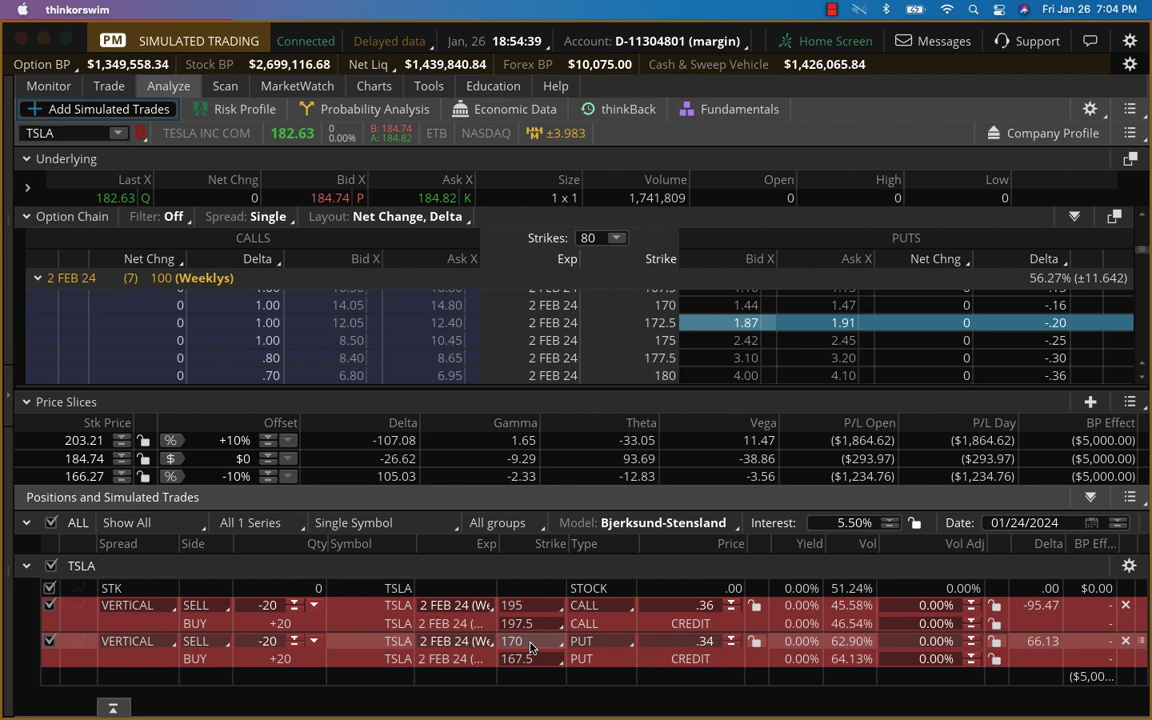 thinkorswim Fri Jan 26 7:04 PM
PM SIMULATED TRADING Connected Delayed data Jan, 26 18:54:39 Account: D-11304801 (margin) Home Screen Messages Support
Option BP $1,349,558.34 Stock BP $2,699,116.68 Net Liq $1,439,840.84 Forex BP $10,075.00 Cash & Sweep Vehicle $1,426,065.84
Monitor Trade Analyze Scan MarketWatch Charts Tools Education Help
Add Simulated Trades Risk Profile Probability Analysis Economic Data thinkBack Fundamentals
TSLA TESLA INC COM 182.63 0 0.00% B: 184.74 A: 184.82 ETB NASDAQ ±3.983 Company Profile
Underlying
Last X Net Chng Bid X Ask X Size Volume Open High Low
182.63 Q 0 184.74 P 184.82 K 1 x 1 1,741,809 0 0 0
Option Chain Filter: Off Spread: Single Layout: Net Change, Delta
CALLS Strikes: 80 PUTS
Net Chng Delta Bid X Ask X Exp Strike Bid X Ask X Net Chng Delta
2 FEB 24 (7) 100 (Weeklys) 56.27% (±11.642)
0 1.00 14.05 14.80 2 FEB 24 170 1.44 1.47 0 -.16
0 1.00 12.05 12.40 2 FEB 24 172.5 1.87 1.91 0 -.20
0 1.00 8.50 10.45 2 FEB 24 175 2.42 2.45 0 -.25
0 .80 8.40 8.65 2 FEB 24 177.5 3.10 3.20 0 -.30
0 .70 6.80 6.95 2 FEB 24 180 4.00 4.10 0 -.36
Price Slices
Stk Price Offset Delta Gamma Theta Vega P/L Open P/L Day BP Effect
203.21 % +10% -107.08 1.65 -33.05 11.47 ($1,864.62) ($1,864.62) ($5,000.00)
184.74 $ $0 -26.62 -9.29 93.69 -38.86 ($293.97) ($293.97) ($5,000.00)
166.27 % -10% 105.03 -2.33 -12.83 -3.56 ($1,234.76) ($1,234.76) ($5,000.00)
Positions and Simulated Trades
ALL Show All All 1 Series Single Symbol All groups Model: Bjerksund-Stensland Interest: 5.50% Date: 01/24/2024
Spread Side Qty Symbol Exp Strike Type Price Yield Vol Vol Adj Delta BP Eff...
TSLA
STK 0 TSLA STOCK .00 0.00% 51.24% 0.00% .00 $0.00
VERTICAL SELL -20 TSLA 2 FEB 24 (We 195 CALL .36 0.00% 45.58% 0.00% -95.47 -
BUY +20 TSLA 2 FEB 24 (... 197.5 CALL CREDIT 0.00% 46.54% 0.00% -
VERTICAL SELL -20 TSLA 2 FEB 24 (We 170 PUT .34 0.00% 62.90% 0.00% 66.13 -
BUY +20 TSLA 2 FEB 24 (... 167.5 PUT CREDIT 0.00% 64.13% 0.00% -
($5,00...